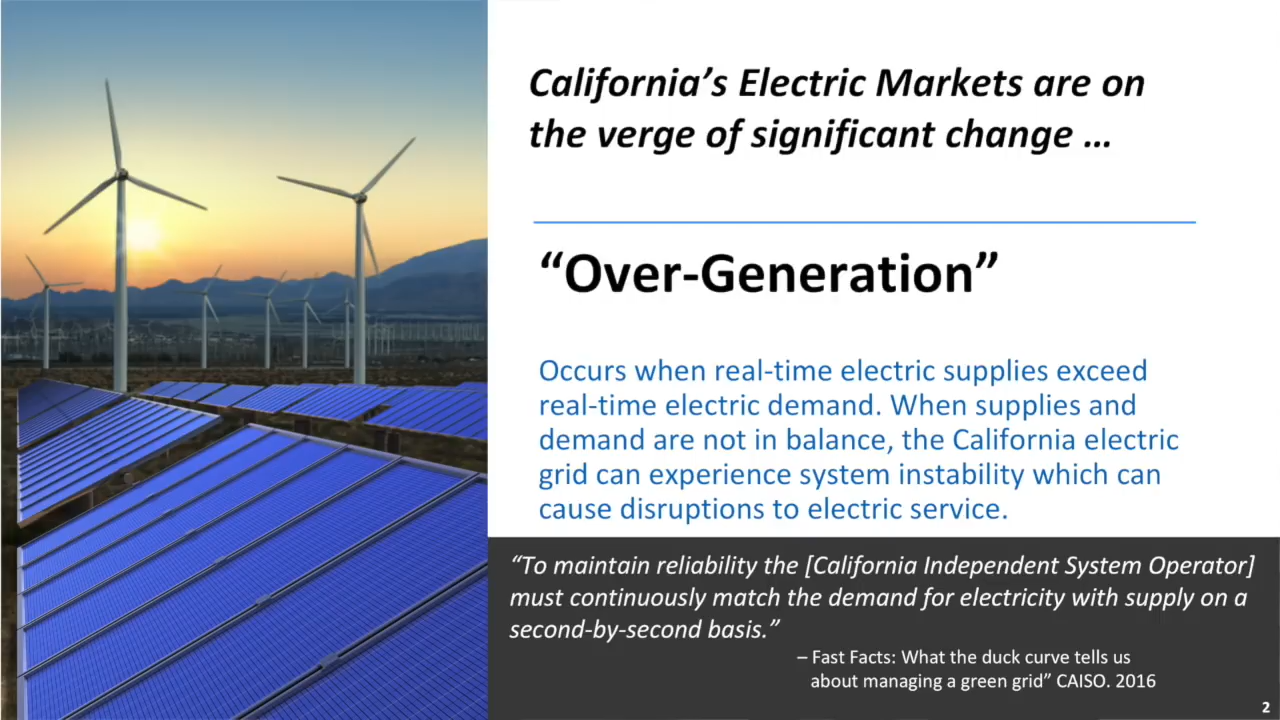 California’s Electric Markets are on
the verge of significant change …
“Over-Generation”
Occurs when real-time electric supplies exceed
real-time electric demand. When supplies and
demand are not in balance, the California electric
grid can experience system instability which can
cause disruptions to electric service.
“To maintain reliability the [California Independent System Operator]
must continuously match the demand for electricity with supply on a
second-by-second basis.”
– Fast Facts: What the duck curve tells us
about managing a green grid” CAISO. 2016
2